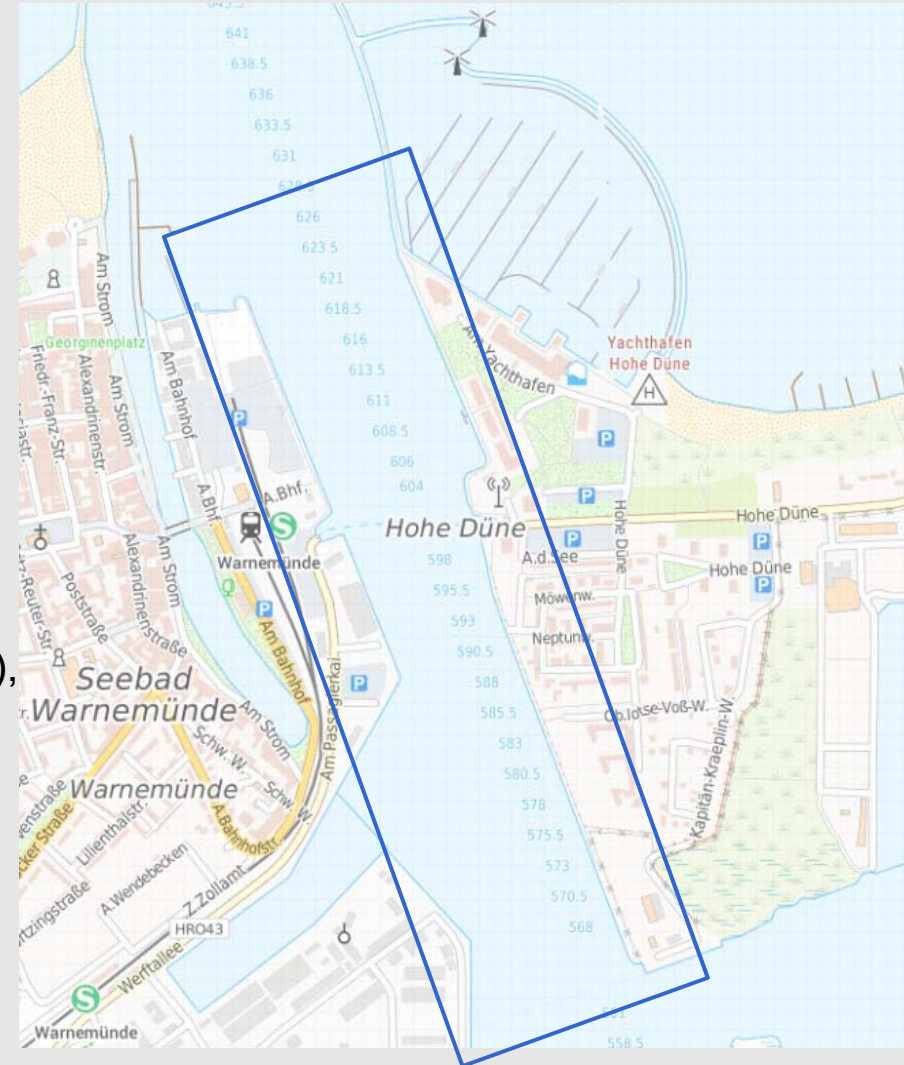 641
638.5
636
633.5
631
628.5
626
623.5
621
618.5
616
613.5
611
608.5
606
604
598
595.5
593
590.5
588
585.5
583
580.5
578
575.5
573
570.5
568
558.5
Am Strom
Georginenplatz
Friedr.-Franz-Str.
Alexandrinenstr.
Am Strom
Am Bahnhof
A.Bhf.
A.Bhf.
Am Yachthafen
Yachthafen
Hohe Düne
H
P
P
P
P
P
P
P
P
P
S
Hohe Düne
Hohe Düne
Hohe Düne
Hohe Düne
Warnemünde
A.d.See
Möwenw.
Neptunw.
Ob.lotse-Voß-W.
Kapitän-Kraeplin-W.
Alexandrinenstraße
Am Strom
Poststraße
Am Bahnhof
Am Passagierkai
),
Seebad
Warnemünde
Am Strom
Schw. W.
Schw. W.
Warnemünde
A.Bahnhofstr.
Lilienthalstr.
A.Wendebecken
Z.Zollamt
HRO43
Werftallee
S
Warnemünde